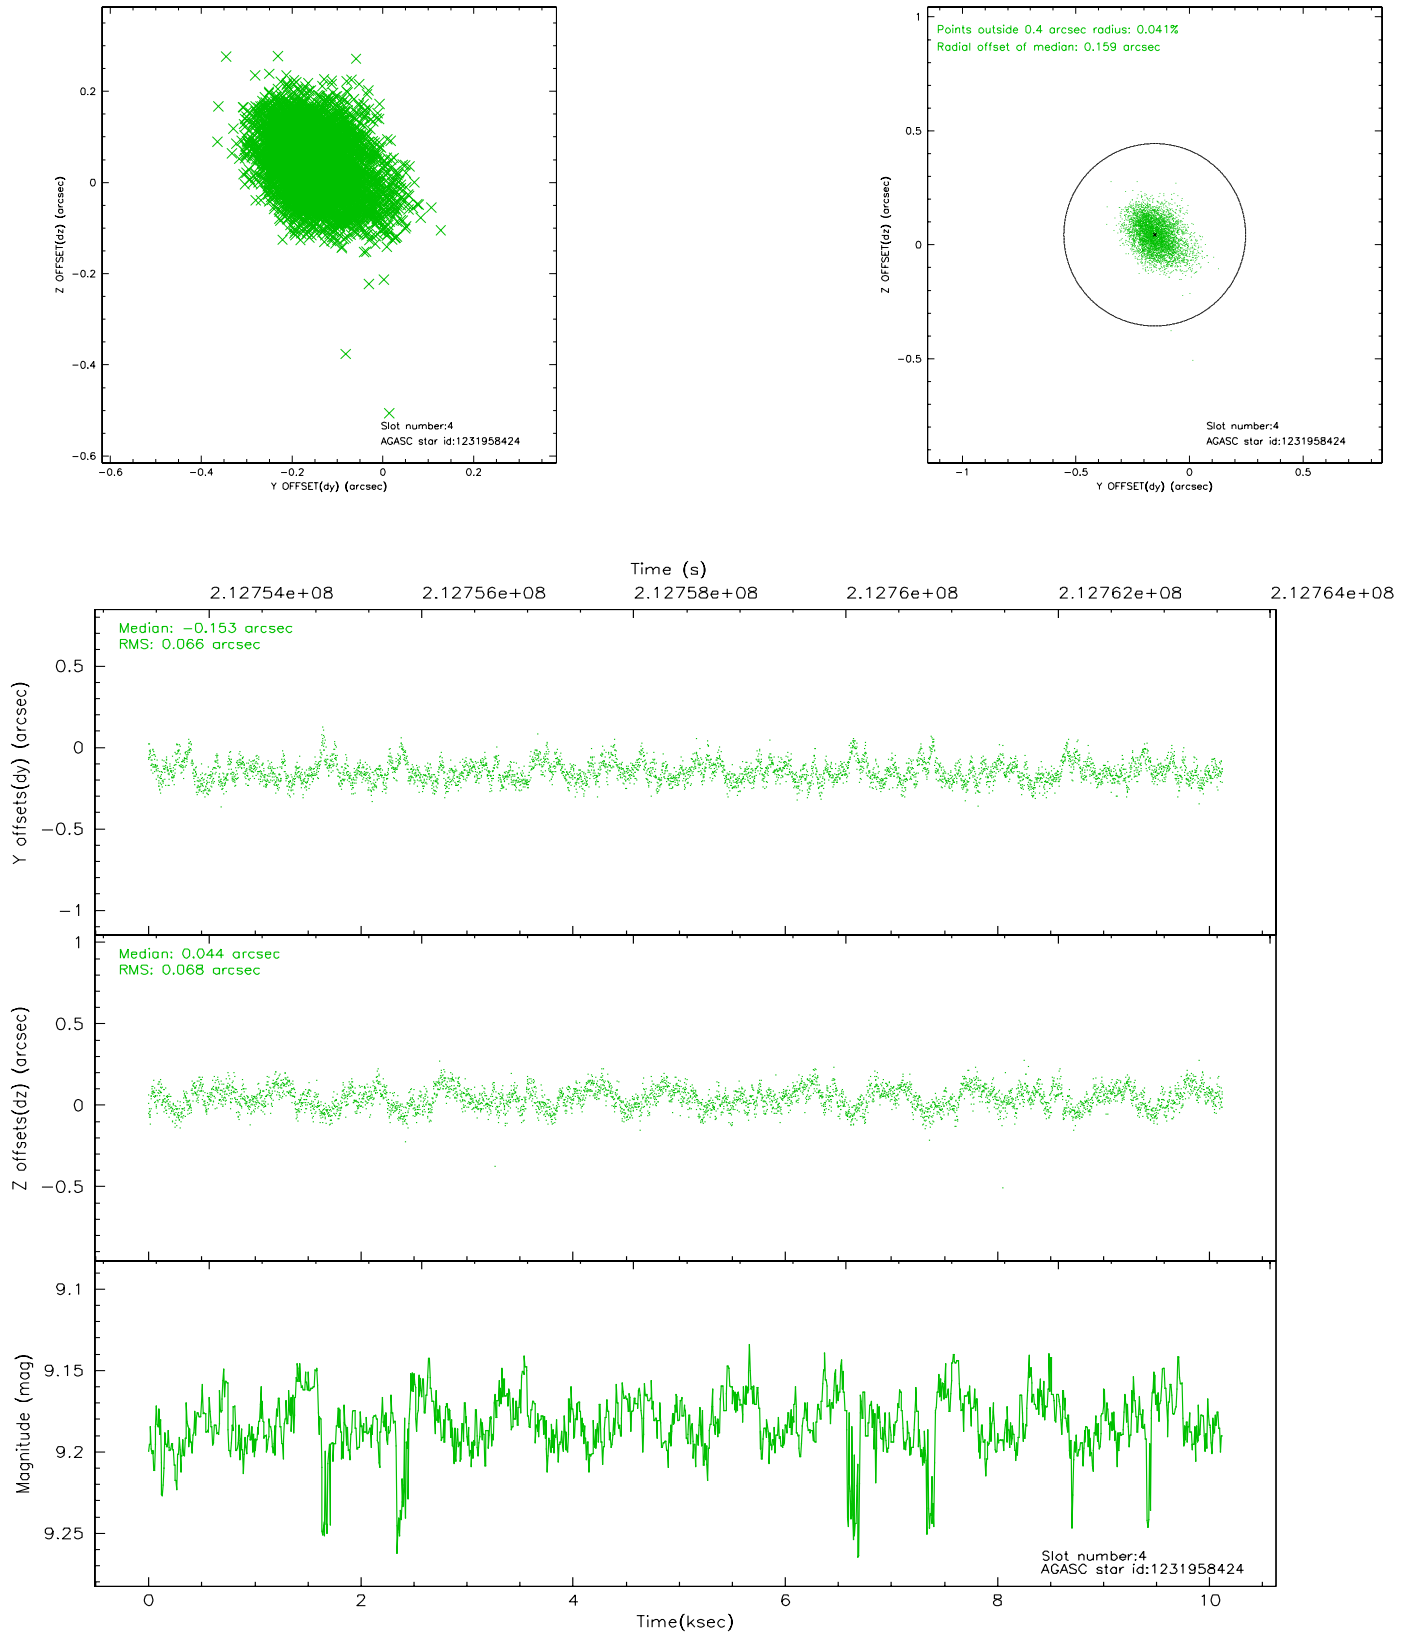 0.2
0
−0.2
−0.4
−0.6
Z OFFSET(dz) (arcsec)
−0.6 −0.4 −0.2 0 0.2
Y OFFSET(dy) (arcsec)
Slot number:4
AGASC star id:1231958424
Points outside 0.4 arcsec radius: 0.041%
Radial offset of median: 0.159 arcsec
1
0.5
0
−0.5
Z OFFSET(dz) (arcsec)
−1 −0.5 0 0.5
Y OFFSET(dy) (arcsec)
Slot number:4
AGASC star id:1231958424
Time (s)
2.12754e+08 2.12756e+08 2.12758e+08 2.1276e+08 2.12762e+08 2.12764e+08
Median: −0.153 arcsec
RMS: 0.066 arcsec
0.5
0
−0.5
−1
Y offsets(dy) (arcsec)
Median: 0.044 arcsec
RMS: 0.068 arcsec
1
0.5
0
−0.5
Z offsets(dz) (arcsec)
9.1
9.15
9.2
9.25
Magnitude (mag)
Slot number:4
AGASC star id:1231958424
0 2 4 6 8 10
Time(ksec)